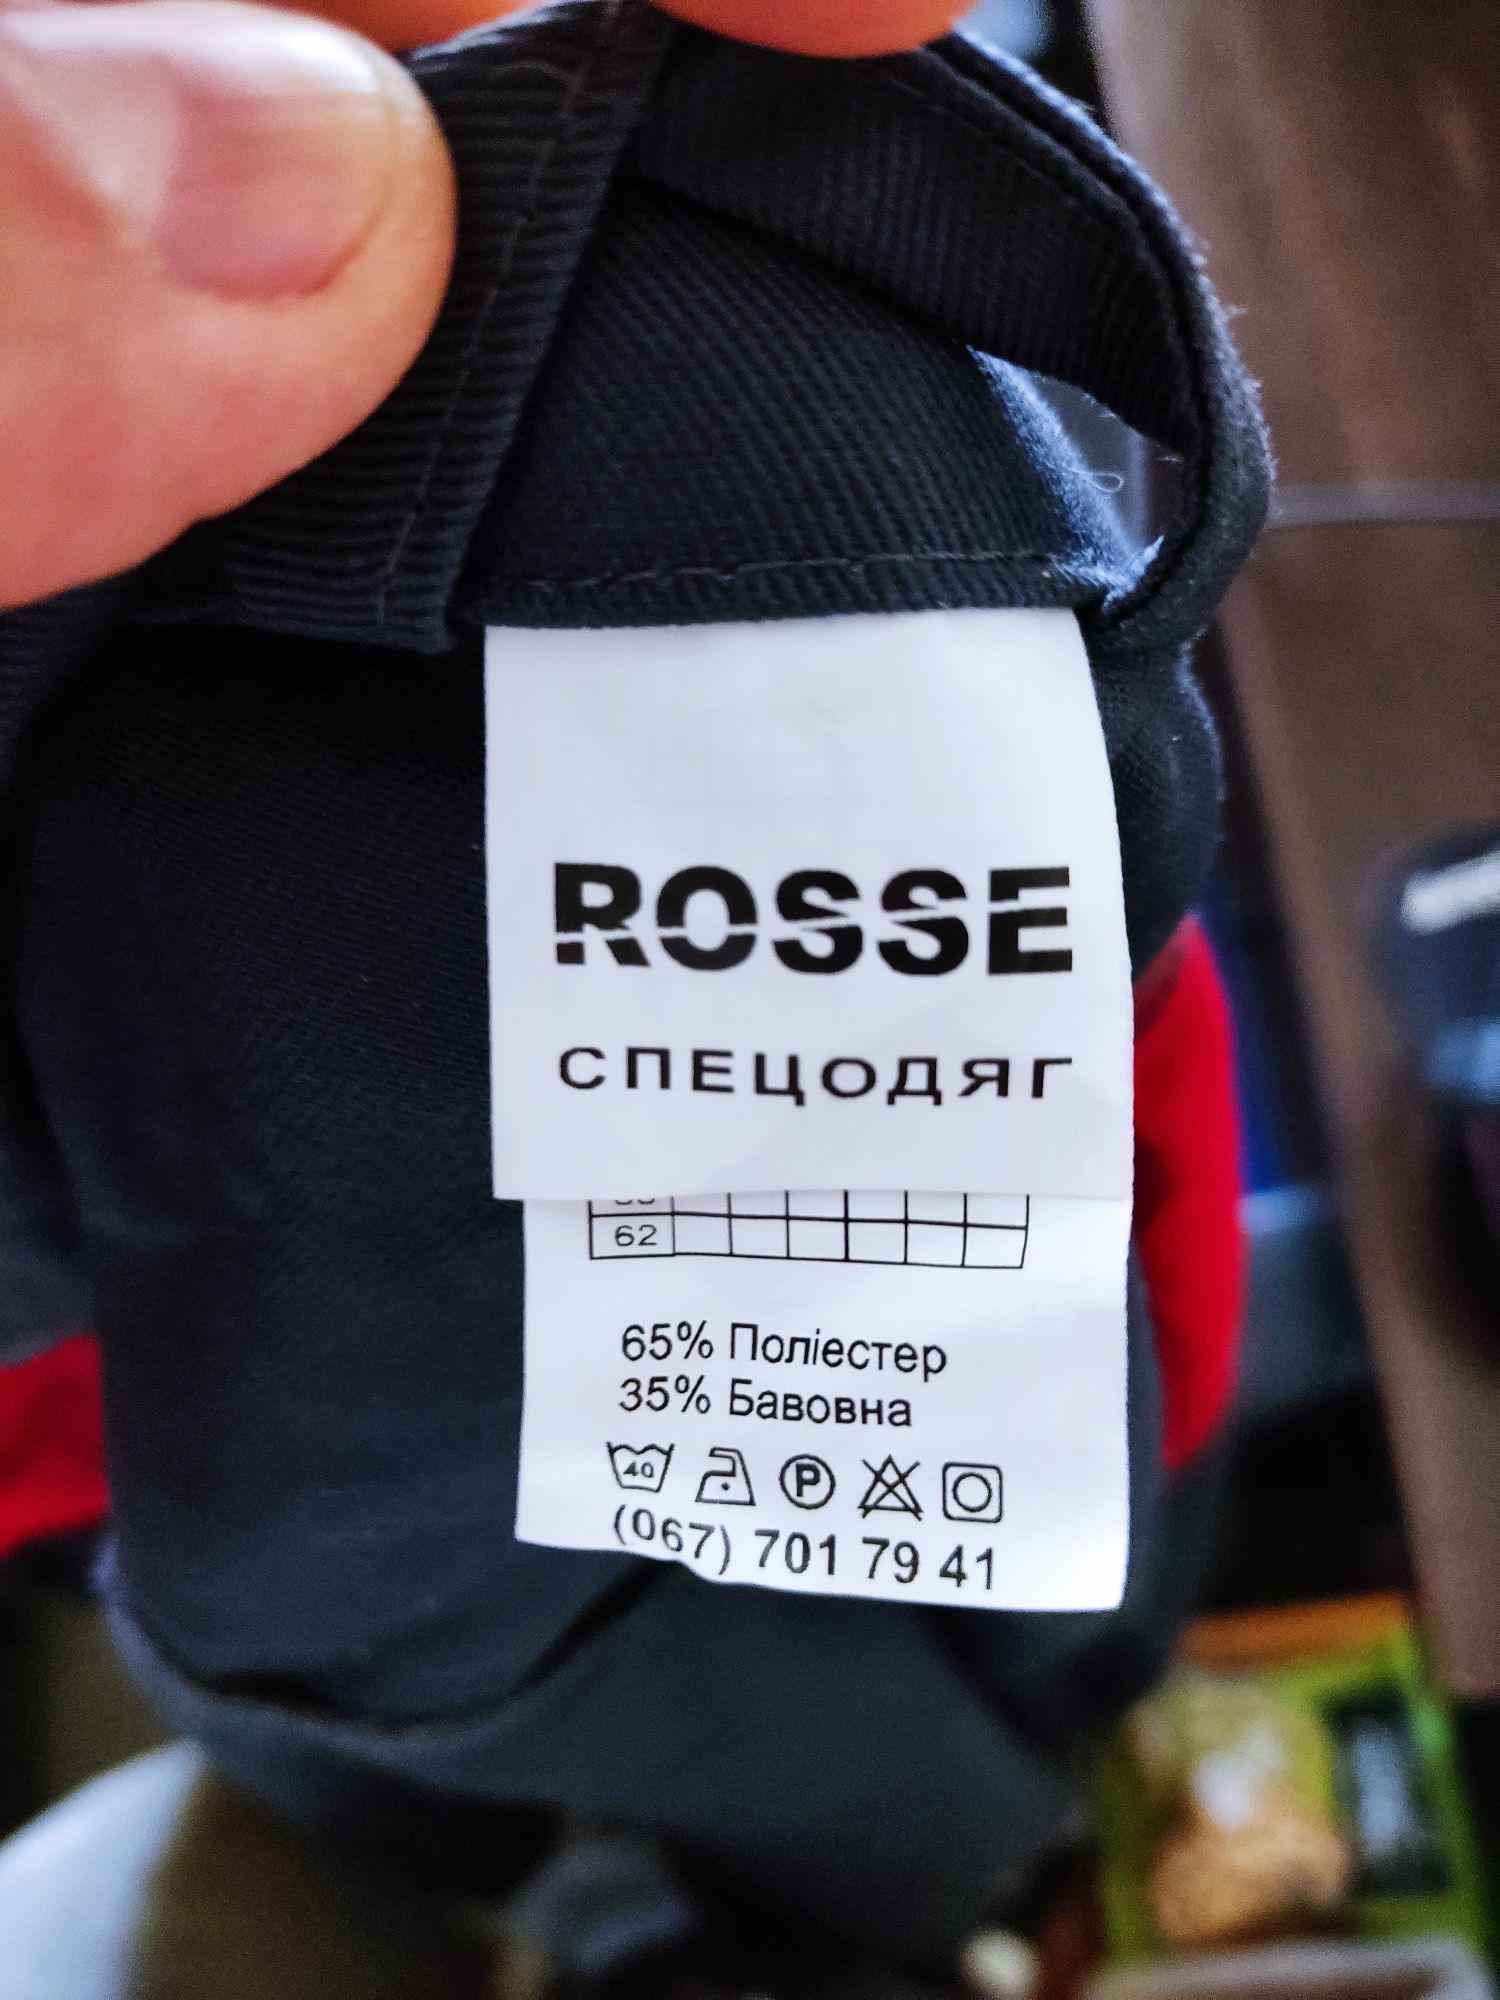 ROSSE
СПЕЦОДЯГ
62
65% Поліестер
35% Бавовна
40
P
(067) 701 79 41